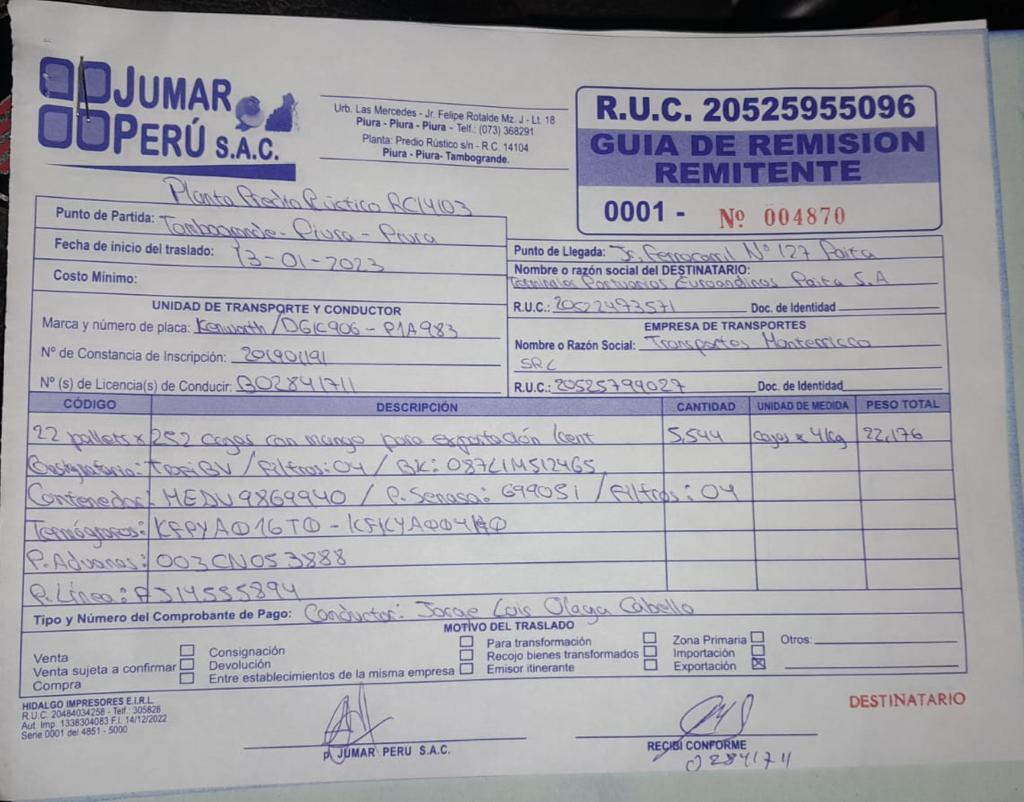 JUMAR
PERÚ S.A.C.
Urb. Las Mercedes - Jr. Felipe Rotalde Mz. J - Lt. 18
Piura - Piura - Piura - Telf.: (073) 368291
Planta: Predio Rústico s/n - R.C. 14104
Piura - Piura- Tambogrande.
R.U.C. 20525955096
GUIA DE REMISION
REMITENTE
0001 - Nº 004870
Planta Predio Rústico RC14103
Punto de Partida: Tambogrande - Piura - Piura
Fecha de inicio del traslado: 13-01-2023
Costo Mínimo:
Punto de Llegada: Jr. Ferrocarril Nº 127 Paita
Nombre o razón social del DESTINATARIO:
Terminales Portuarios Euroandinos Paita S.A
R.U.C.: 20522473571 Doc. de Identidad
UNIDAD DE TRANSPORTE Y CONDUCTOR
Marca y número de placa: Kenworth / DGK906 - P1A983
Nº de Constancia de Inscripción: 20190191
Nº (s) de Licencia(s) de Conducir: B02841711
EMPRESA DE TRANSPORTES
Nombre o Razón Social: Transportes Monterrico
SRL
R.U.C.: 20525794027 Doc. de Identidad
CÓDIGO DESCRIPCIÓN CANTIDAD UNIDAD DE MEDIDA PESO TOTAL
22 pallets x 252 cajas con mango para exportación kent 5,544 cajas x 4kg 22,176
: Tropi BV / Filtros: 04 / BK: 087LIM512465
Contenedor: MEDU9869940 / P. Senasa: 699051 / Filtros: 04
Termógrafos: KFPYA016T0 -
P. Aduanas: 003CN053888
P. Línea: FJ14555894
Tipo y Número del Comprobante de Pago: Conductor: Jorge Luis Olaya Cabello
MOTIVO DEL TRASLADO
Venta
Venta sujeta a confirmar
Compra
Consignación
Devolución
Entre establecimientos de la misma empresa
Para transformación
Recojo bienes transformados
Emisor itinerante
Zona Primaria
Importación
Exportación X
Otros:
HIDALGO IMPRESORES E.I.R.L.
R.U.C. 20484034258 - Telf.: 305828
Aut. Imp. 1338304083 F.I. 14/12/2022
Serie 0001 del 4851 - 5000
p. JUMAR PERU S.A.C.
RECIBI CONFORME
02841711
DESTINATARIO